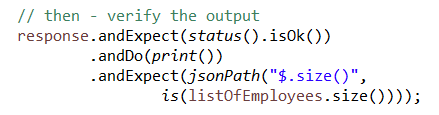 // then - verify the output
response.andExpect(status().isOk())
.andDo(print())
.andExpect(jsonPath("$.size()",
is(listOfEmployees.size())));